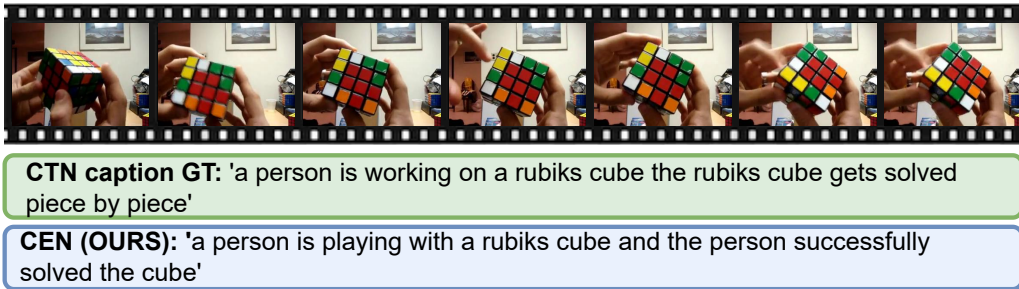 CTN caption GT: 'a person is working on a rubiks cube the rubiks cube gets solved
piece by piece'
CEN (OURS): 'a person is playing with a rubiks cube and the person successfully
solved the cube'